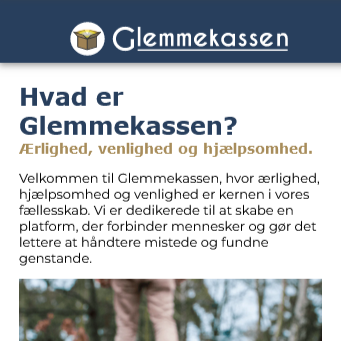 Glemmekassen
Hvad er
Glemmekassen?
Ærlighed, venlighed og hjælpsomhed.
Velkommen til Glemmekassen, hvor ærlighed,
hjælpsomhed og venlighed er kernen i vores
fællesskab. Vi er dedikerede til at skabe en
platform, der forbinder mennesker og gør det
lettere at håndtere mistede og fundne
genstande.